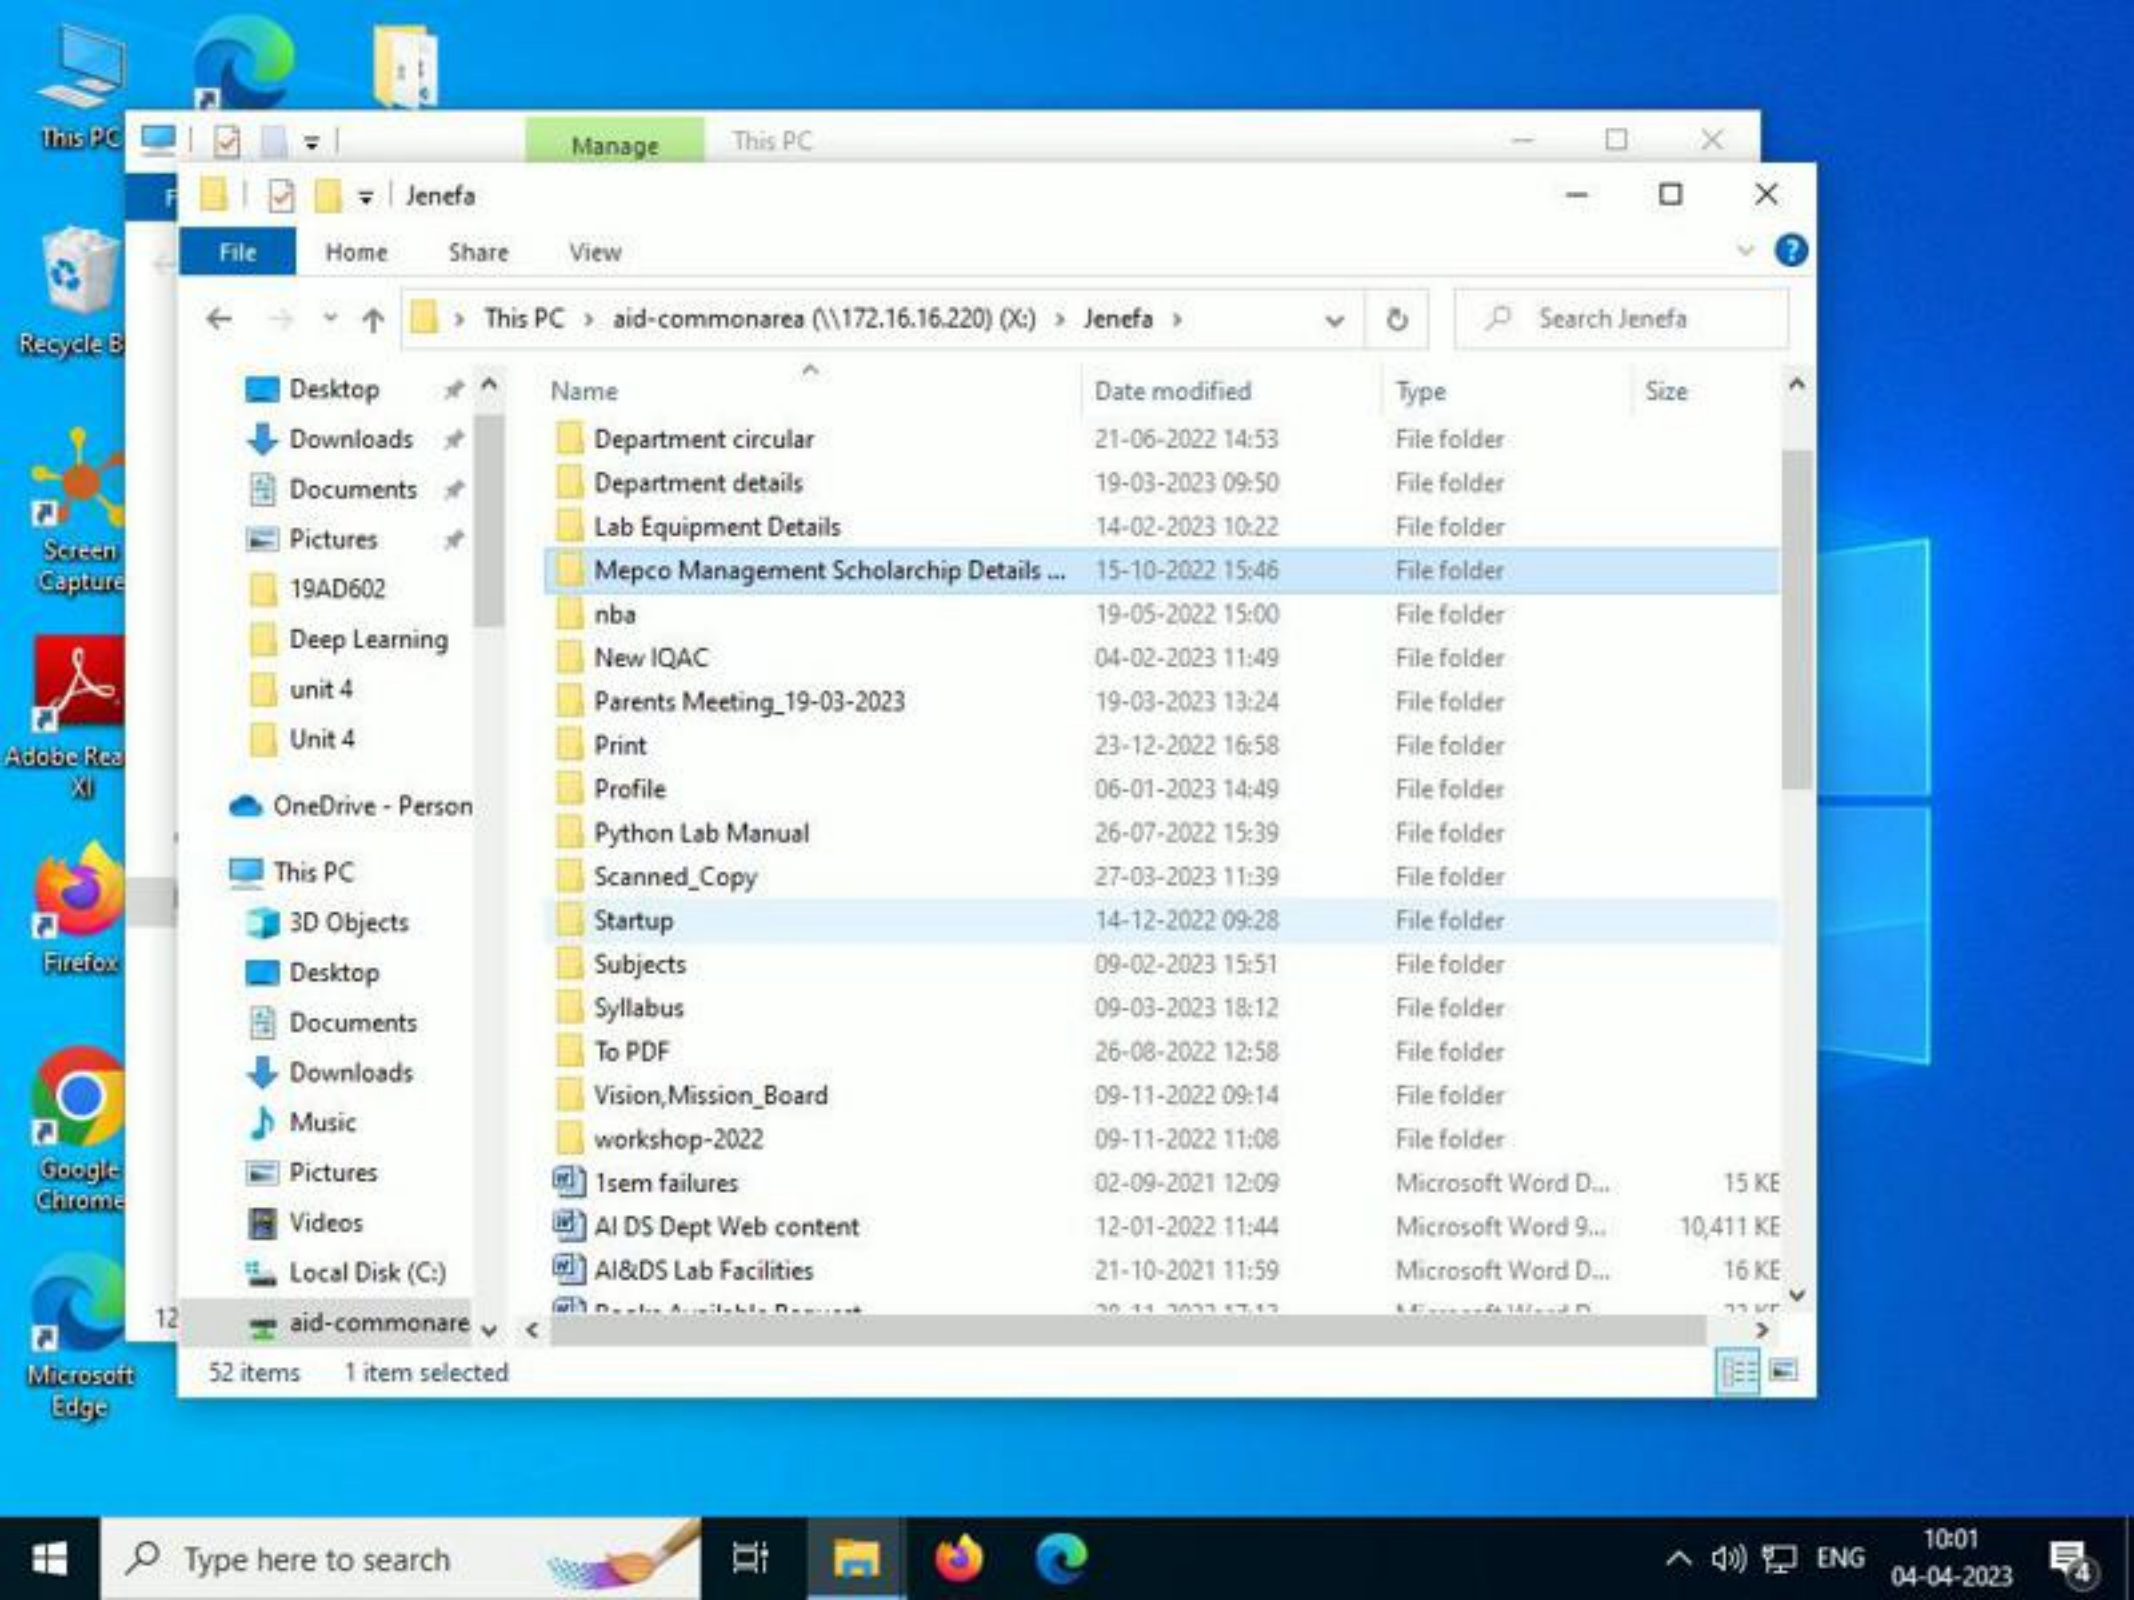 This PC
Manage
This PC
Jenefa
File
Home
Share
View
This PC > aid-commonarea (\\172.16.16.220) (X:) > Jenefa >
Search Jenefa
Recycle B
Screen
Capture
Adobe Rea
XI
Firefox
Google
Chrome
Microsoft
Edge
Desktop
Downloads
Documents
Pictures
19AD602
Deep Learning
unit 4
Unit 4
OneDrive - Person
This PC
3D Objects
Desktop
Documents
Downloads
Music
Pictures
Videos
Local Disk (C:)
aid-commonare
Name Date modified Type Size
Department circular 21-06-2022 14:53 File folder
Department details 19-03-2023 09:50 File folder
Lab Equipment Details 14-02-2023 10:22 File folder
Mepco Management Scholarchip Details ... 15-10-2022 15:46 File folder
nba 19-05-2022 15:00 File folder
New IQAC 04-02-2023 11:49 File folder
Parents Meeting_19-03-2023 19-03-2023 13:24 File folder
Print 23-12-2022 16:58 File folder
Profile 06-01-2023 14:49 File folder
Python Lab Manual 26-07-2022 15:39 File folder
Scanned_Copy 27-03-2023 11:39 File folder
Startup 14-12-2022 09:28 File folder
Subjects 09-02-2023 15:51 File folder
Syllabus 09-03-2023 18:12 File folder
To PDF 26-08-2022 12:58 File folder
Vision,Mission_Board 09-11-2022 09:14 File folder
workshop-2022 09-11-2022 11:08 File folder
1sem failures 02-09-2021 12:09 Microsoft Word D... 15 KE
AI DS Dept Web content 12-01-2022 11:44 Microsoft Word 9... 10,411 KE
AI&DS Lab Facilities 21-10-2021 11:59 Microsoft Word D... 16 KE
12
52 items 1 item selected
Type here to search
ENG
10:01
04-04-2023
4